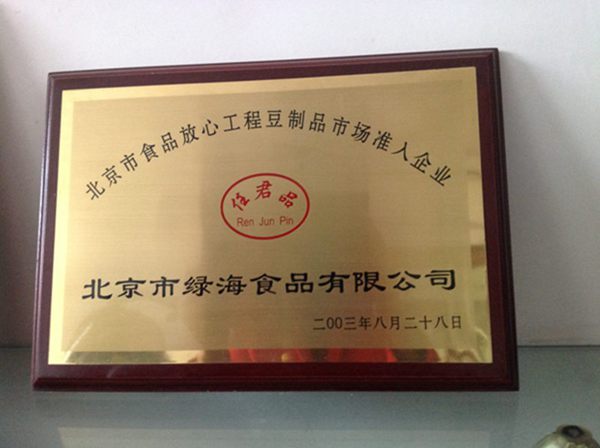 北京市食品放心工程豆制品市场准入企业
任君品
Ren Jun Pin
北京市绿海食品有限公司
二00三年八月二十八日